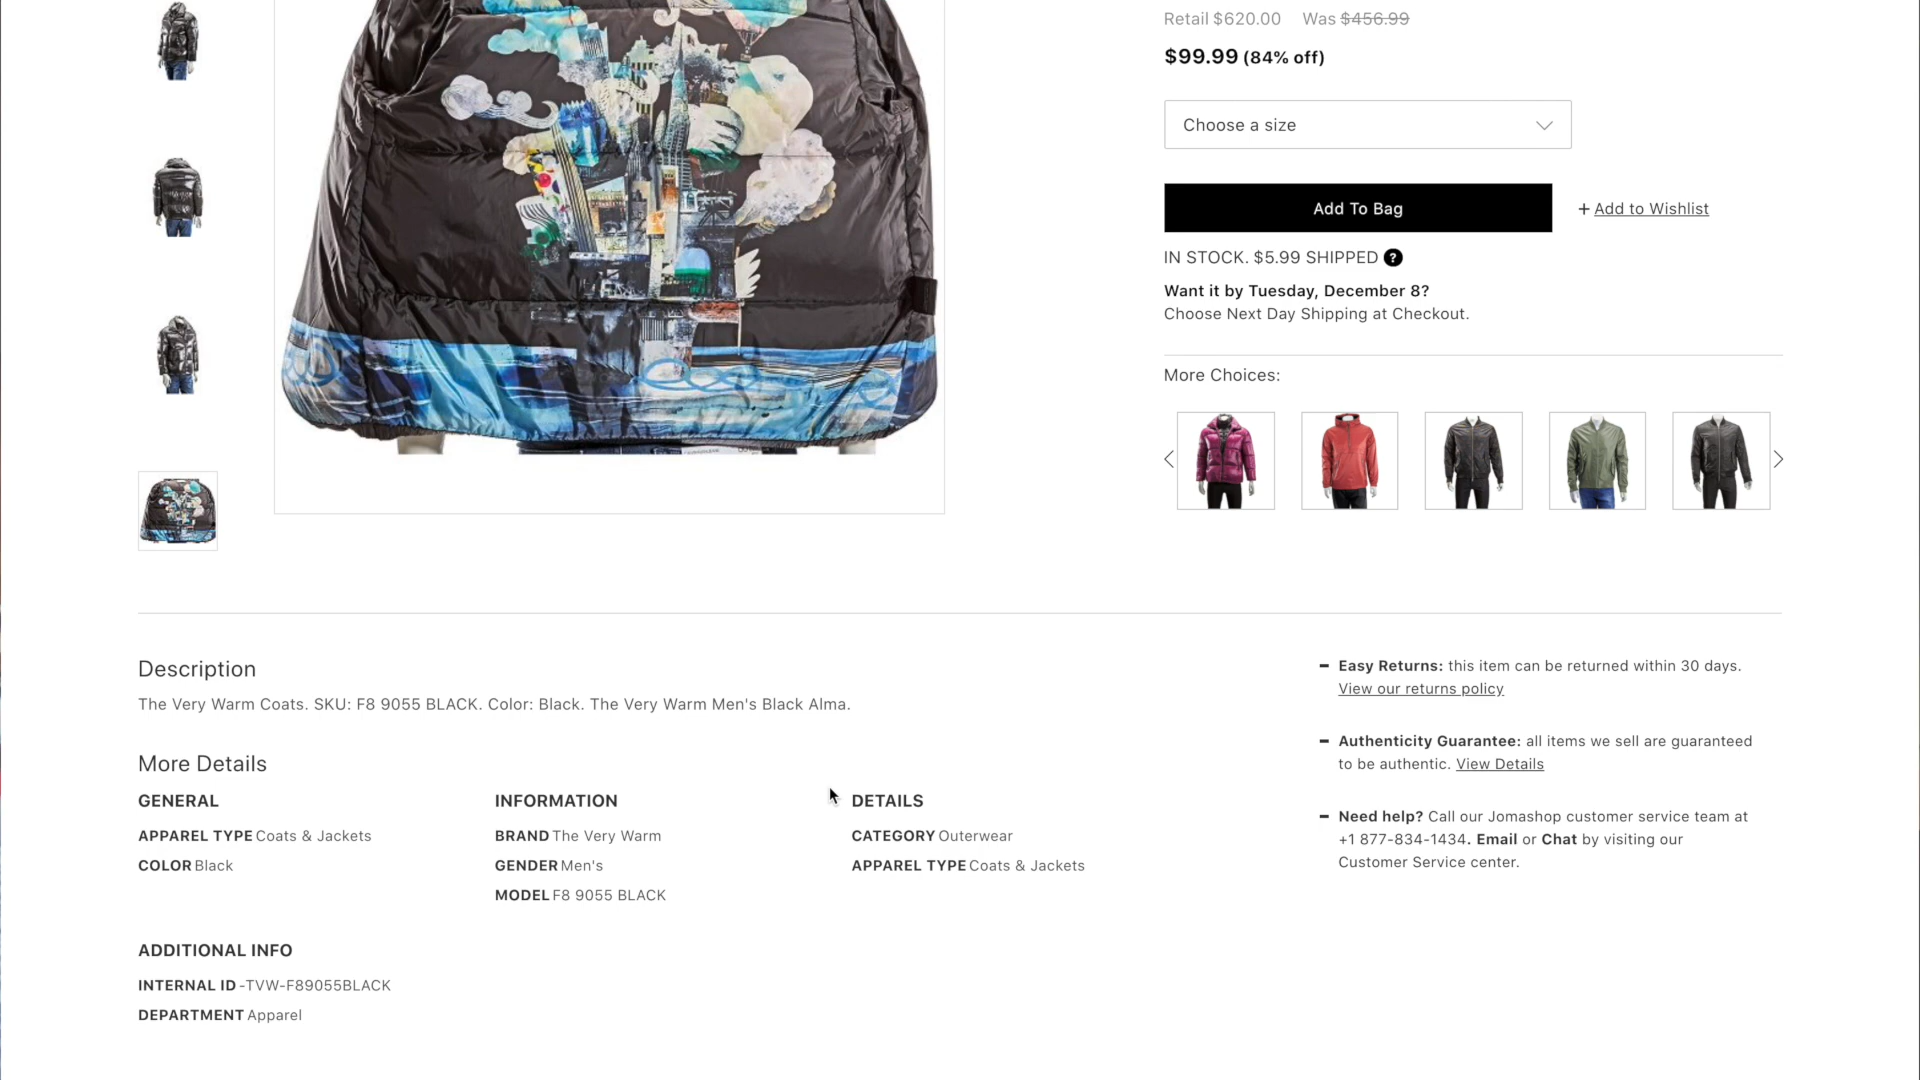 Retail $620.00 Was $456.99
$99.99 (84% off)
Choose a size
Add To Bag
+ Add to Wishlist
IN STOCK. $5.99 SHIPPED ?
Want it by Tuesday, December 8?
Choose Next Day Shipping at Checkout.
More Choices:
Description
The Very Warm Coats. SKU: F8 9055 BLACK. Color: Black. The Very Warm Men's Black Alma.
More Details
GENERAL
APPAREL TYPE Coats & Jackets
COLOR Black
INFORMATION
BRAND The Very Warm
GENDER Men's
MODEL F8 9055 BLACK
DETAILS
CATEGORY Outerwear
APPAREL TYPE Coats & Jackets
ADDITIONAL INFO
INTERNAL ID -TVW-F89055BLACK
DEPARTMENT Apparel
Easy Returns: this item can be returned within 30 days.
View our returns policy
Authenticity Guarantee: all items we sell are guaranteed
to be authentic. View Details
Need help? Call our Jomashop customer service team at
+1 877-834-1434. Email or Chat by visiting our
Customer Service center.